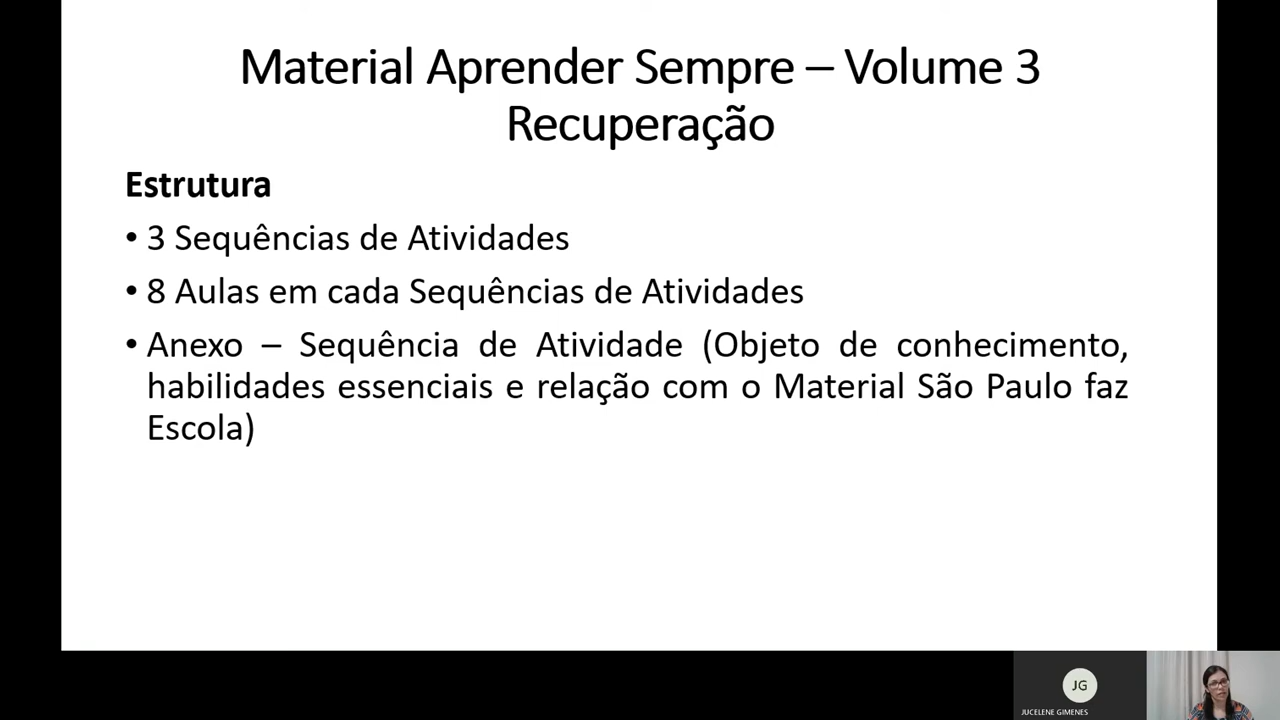 Material Aprender Sempre – Volume 3
Recuperação
Estrutura
• 3 Sequências de Atividades
• 8 Aulas em cada Sequências de Atividades
• Anexo – Sequência de Atividade (Objeto de conhecimento,
habilidades essenciais e relação com o Material São Paulo faz
Escola)
JG
JUCELENE GIMENES